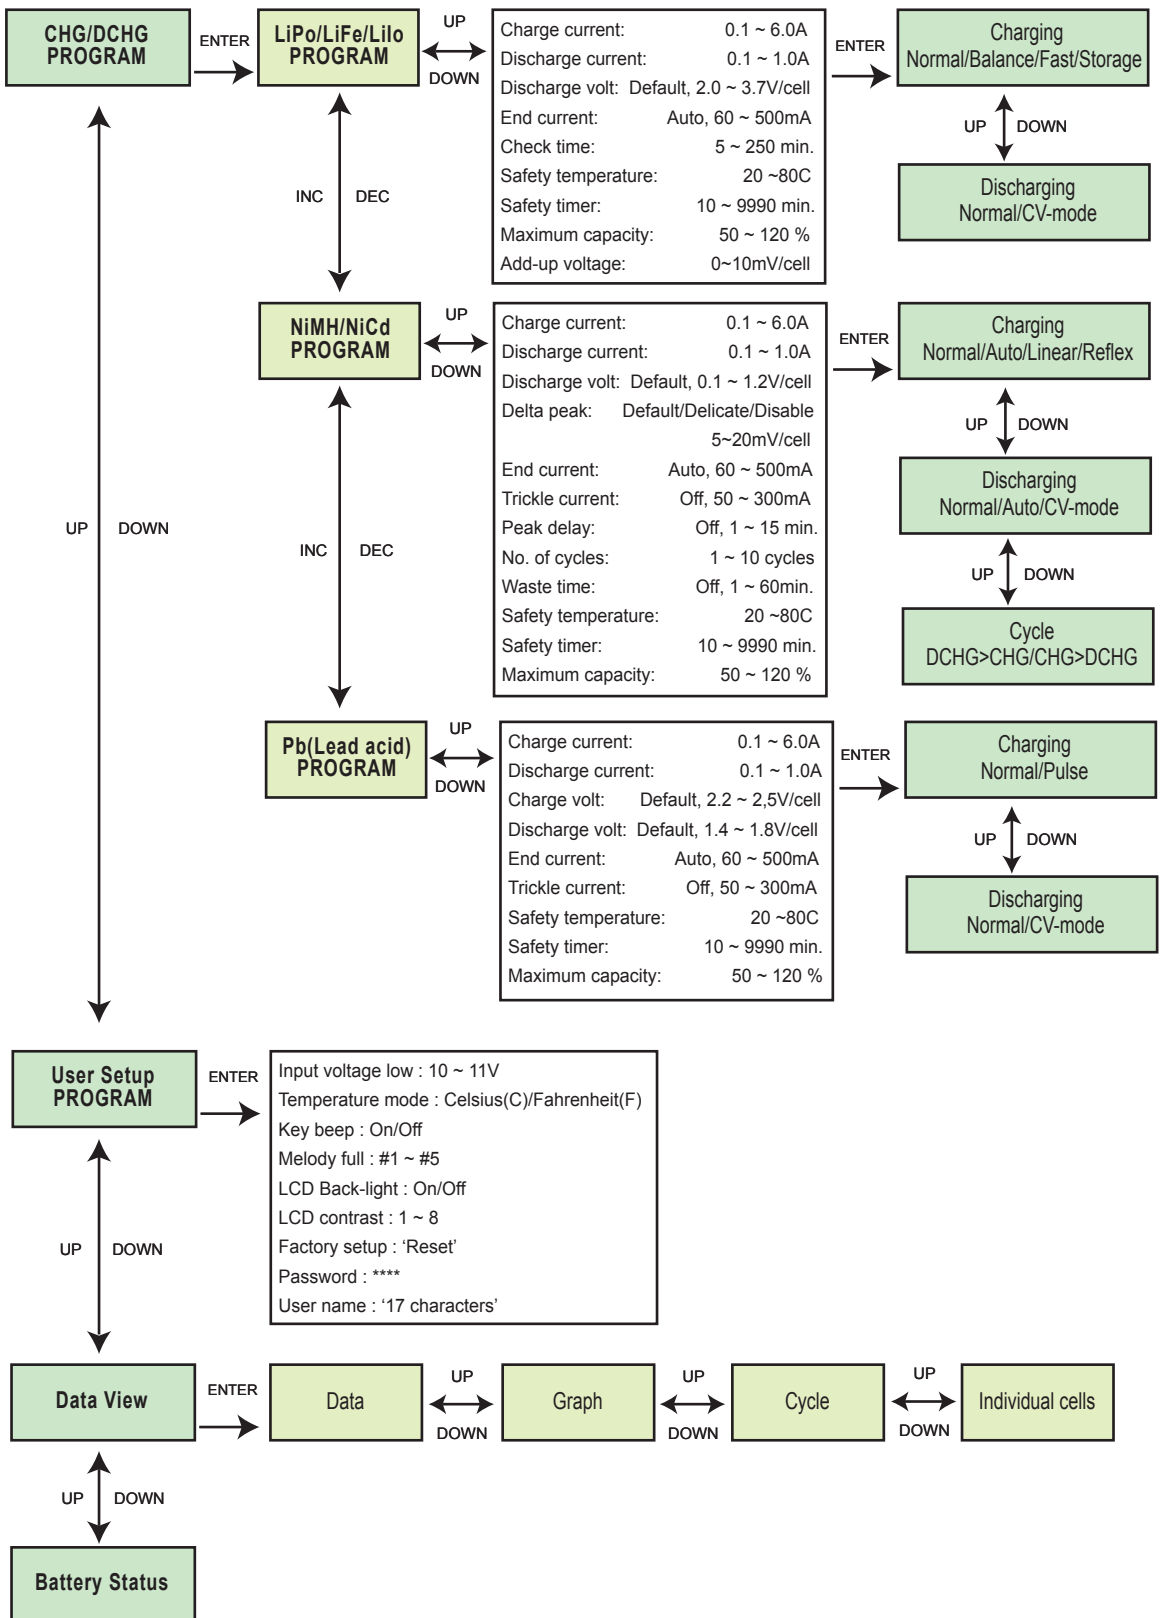 CHG/DCHG
PROGRAM
ENTER
LiPo/LiFe/LiIo
PROGRAM
UP
DOWN
Charge current: 0.1 ~ 6.0A
Discharge current: 0.1 ~ 1.0A
Discharge volt: Default, 2.0 ~ 3.7V/cell
End current: Auto, 60 ~ 500mA
Check time: 5 ~ 250 min.
Safety temperature: 20 ~80C
Safety timer: 10 ~ 9990 min.
Maximum capacity: 50 ~ 120 %
Add-up voltage: 0~10mV/cell
ENTER
Charging
Normal/Balance/Fast/Storage
UP DOWN
Discharging
Normal/CV-mode
INC DEC
NiMH/NiCd
PROGRAM
UP
DOWN
Charge current: 0.1 ~ 6.0A
Discharge current: 0.1 ~ 1.0A
Discharge volt: Default, 0.1 ~ 1.2V/cell
Delta peak: Default/Delicate/Disable
5~20mV/cell
End current: Auto, 60 ~ 500mA
Trickle current: Off, 50 ~ 300mA
Peak delay: Off, 1 ~ 15 min.
No. of cycles: 1 ~ 10 cycles
Waste time: Off, 1 ~ 60min.
Safety temperature: 20 ~80C
Safety timer: 10 ~ 9990 min.
Maximum capacity: 50 ~ 120 %
ENTER
Charging
Normal/Auto/Linear/Reflex
UP DOWN
Discharging
Normal/Auto/CV-mode
UP DOWN
Cycle
DCHG>CHG/CHG>DCHG
UP DOWN
INC DEC
Pb(Lead acid)
PROGRAM
UP
DOWN
Charge current: 0.1 ~ 6.0A
Discharge current: 0.1 ~ 1.0A
Charge volt: Default, 2.2 ~ 2,5V/cell
Discharge volt: Default, 1.4 ~ 1.8V/cell
End current: Auto, 60 ~ 500mA
Trickle current: Off, 50 ~ 300mA
Safety temperature: 20 ~80C
Safety timer: 10 ~ 9990 min.
Maximum capacity: 50 ~ 120 %
ENTER
Charging
Normal/Pulse
UP DOWN
Discharging
Normal/CV-mode
User Setup
PROGRAM
ENTER
Input voltage low : 10 ~ 11V
Temperature mode : Celsius(C)/Fahrenheit(F)
Key beep : On/Off
Melody full : #1 ~ #5
LCD Back-light : On/Off
LCD contrast : 1 ~ 8
Factory setup : ‘Reset’
Password : ****
User name : ‘17 characters’
UP DOWN
Data View
ENTER
Data
UP
DOWN
Graph
UP
DOWN
Cycle
UP
DOWN
Individual cells
UP DOWN
Battery Status